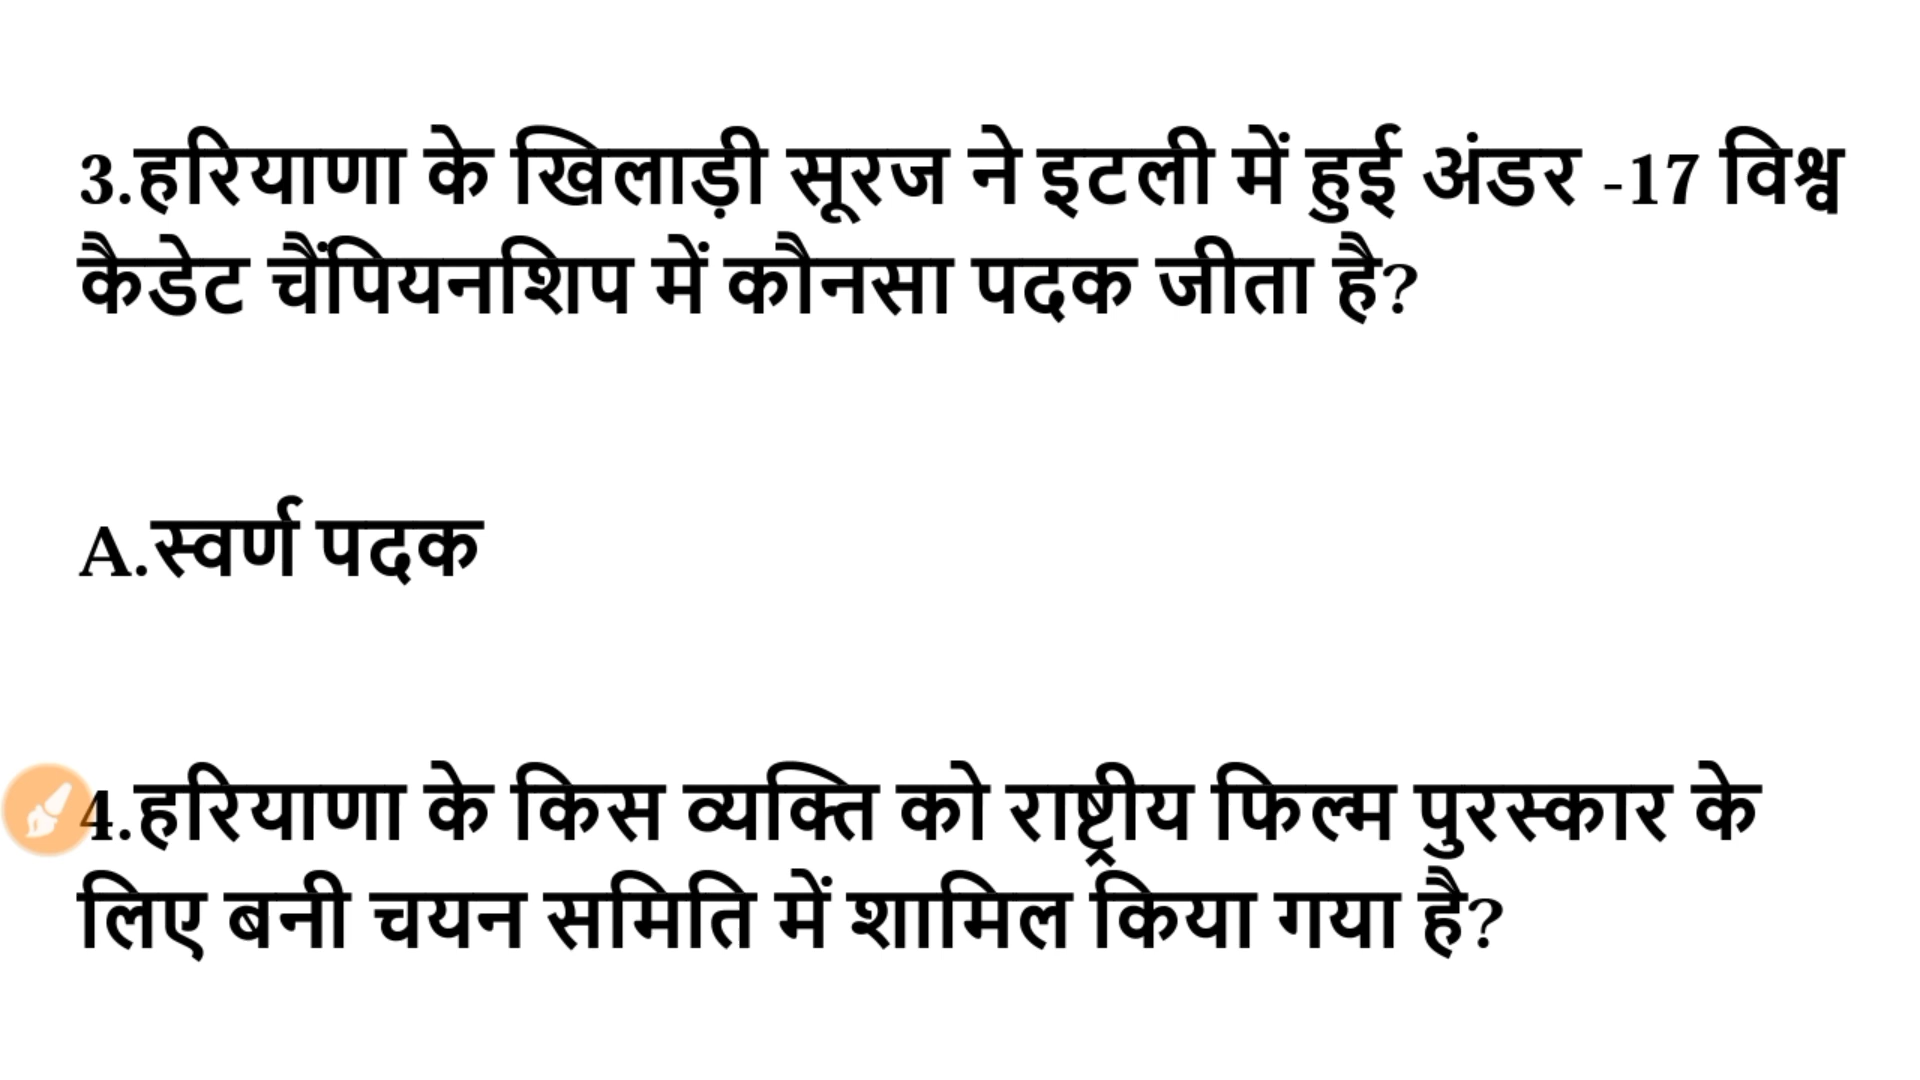 3.हरियाणा के खिलाड़ी सूरज ने इटली में हुई अंडर -17 विश्व
कैडेट चैंपियनशिप में कौनसा पदक जीता है?
A.स्वर्ण पदक
4.हरियाणा के किस व्यक्ति को राष्ट्रीय फिल्म पुरस्कार के
लिए बनी चयन समिति में शामिल किया गया है?